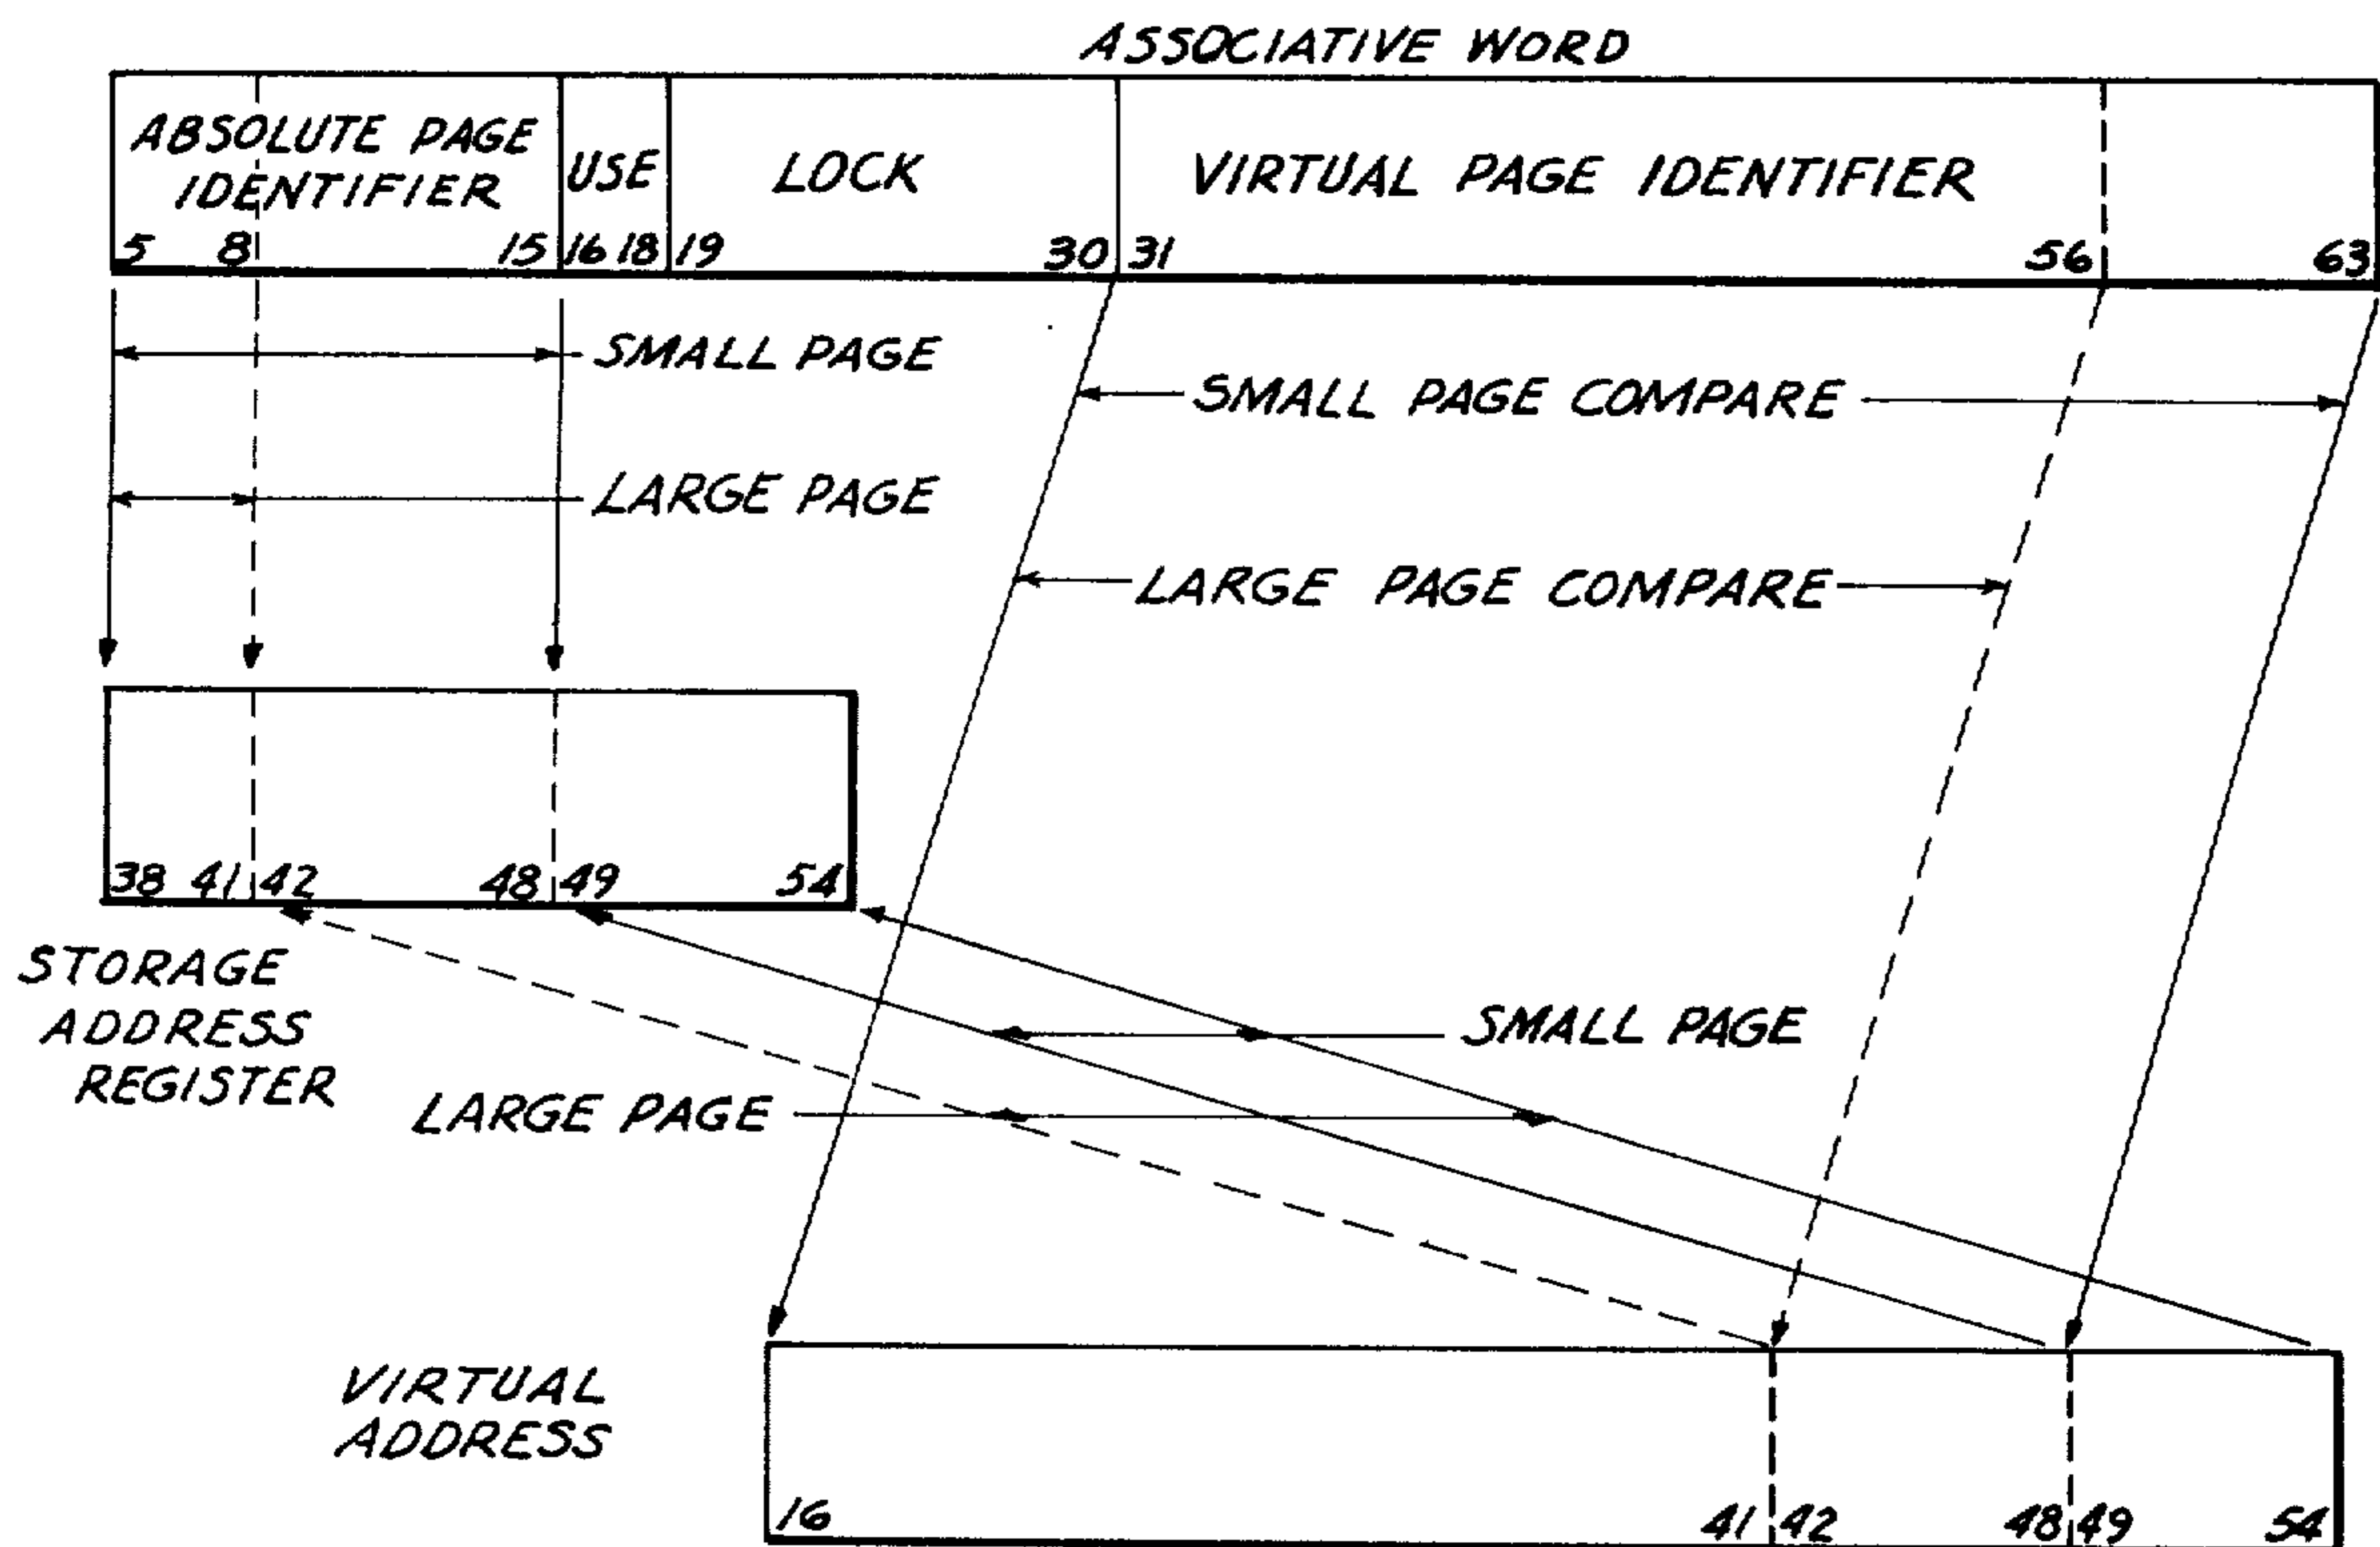 ASSOCIATIVE WORD
ABSOLUTE PAGE
IDENTIFIER
USE
LOCK
VIRTUAL PAGE IDENTIFIER
5 8 15 16 18 19 30 31 56 63
SMALL PAGE
SMALL PAGE COMPARE
LARGE PAGE
LARGE PAGE COMPARE
38 41 42 48 49 54
STORAGE
ADDRESS
REGISTER
SMALL PAGE
LARGE PAGE
VIRTUAL
ADDRESS
16 41 42 48 49 54